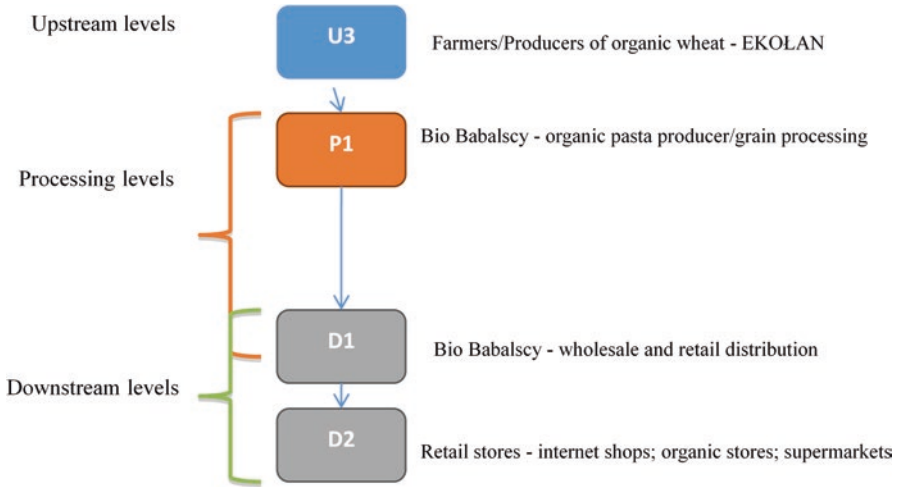 Upstream levels
U3
Farmers/Producers of organic wheat - EKOŁAN
P1
Bio Babalscy - organic pasta producer/grain processing
Processing levels
D1
Bio Babalscy - wholesale and retail distribution
Downstream levels
D2
Retail stores - internet shops; organic stores; supermarkets